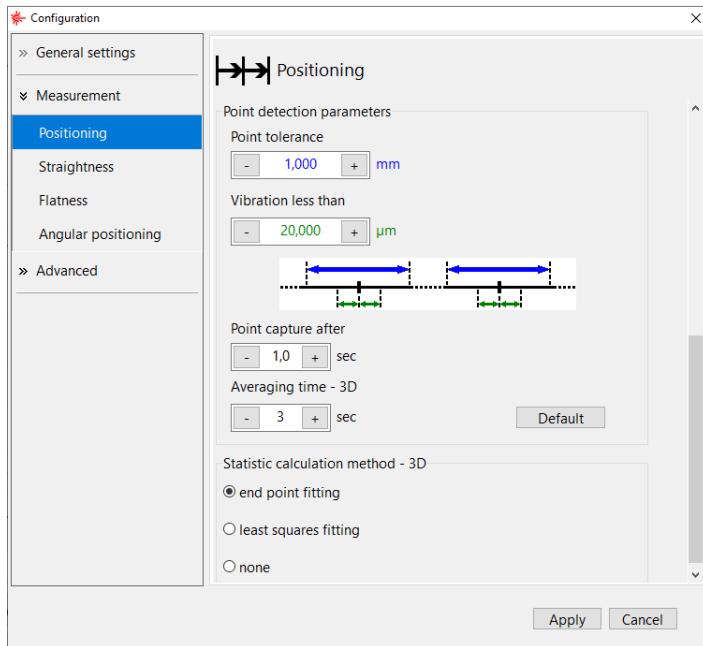 Configuration
General settings
Measurement
Positioning
Straightness
Flatness
Angular positioning
Advanced
Positioning
Point detection parameters
Point tolerance
- 1,000 + mm
Vibration less than
- 20,000 + µm
Point capture after
- 1,0 + sec
Averaging time - 3D
- 3 + sec
Default
Statistic calculation method - 3D
end point fitting
least squares fitting
none
Apply
Cancel